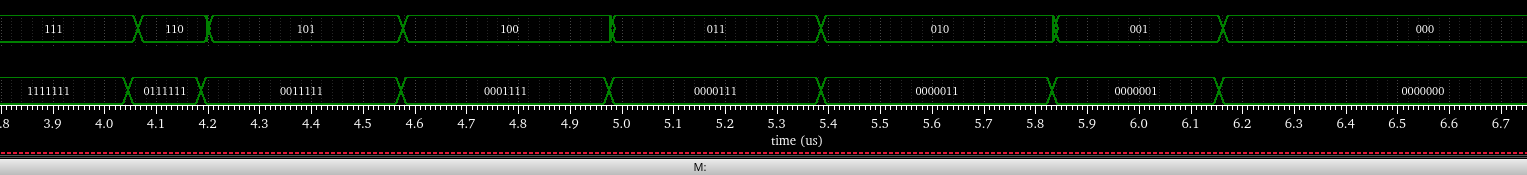 111 110 101 100 011 010 001 000
1111111 0111111 0011111 0001111 0000111 0000011 0000001 0000000
.8 3.9 4.0 4.1 4.2 4.3 4.4 4.5 4.6 4.7 4.8 4.9 5.0 5.1 5.2 5.3 5.4 5.5 5.6 5.7 5.8 5.9 6.0 6.1 6.2 6.3 6.4 6.5 6.6 6.7
time (us)
M: